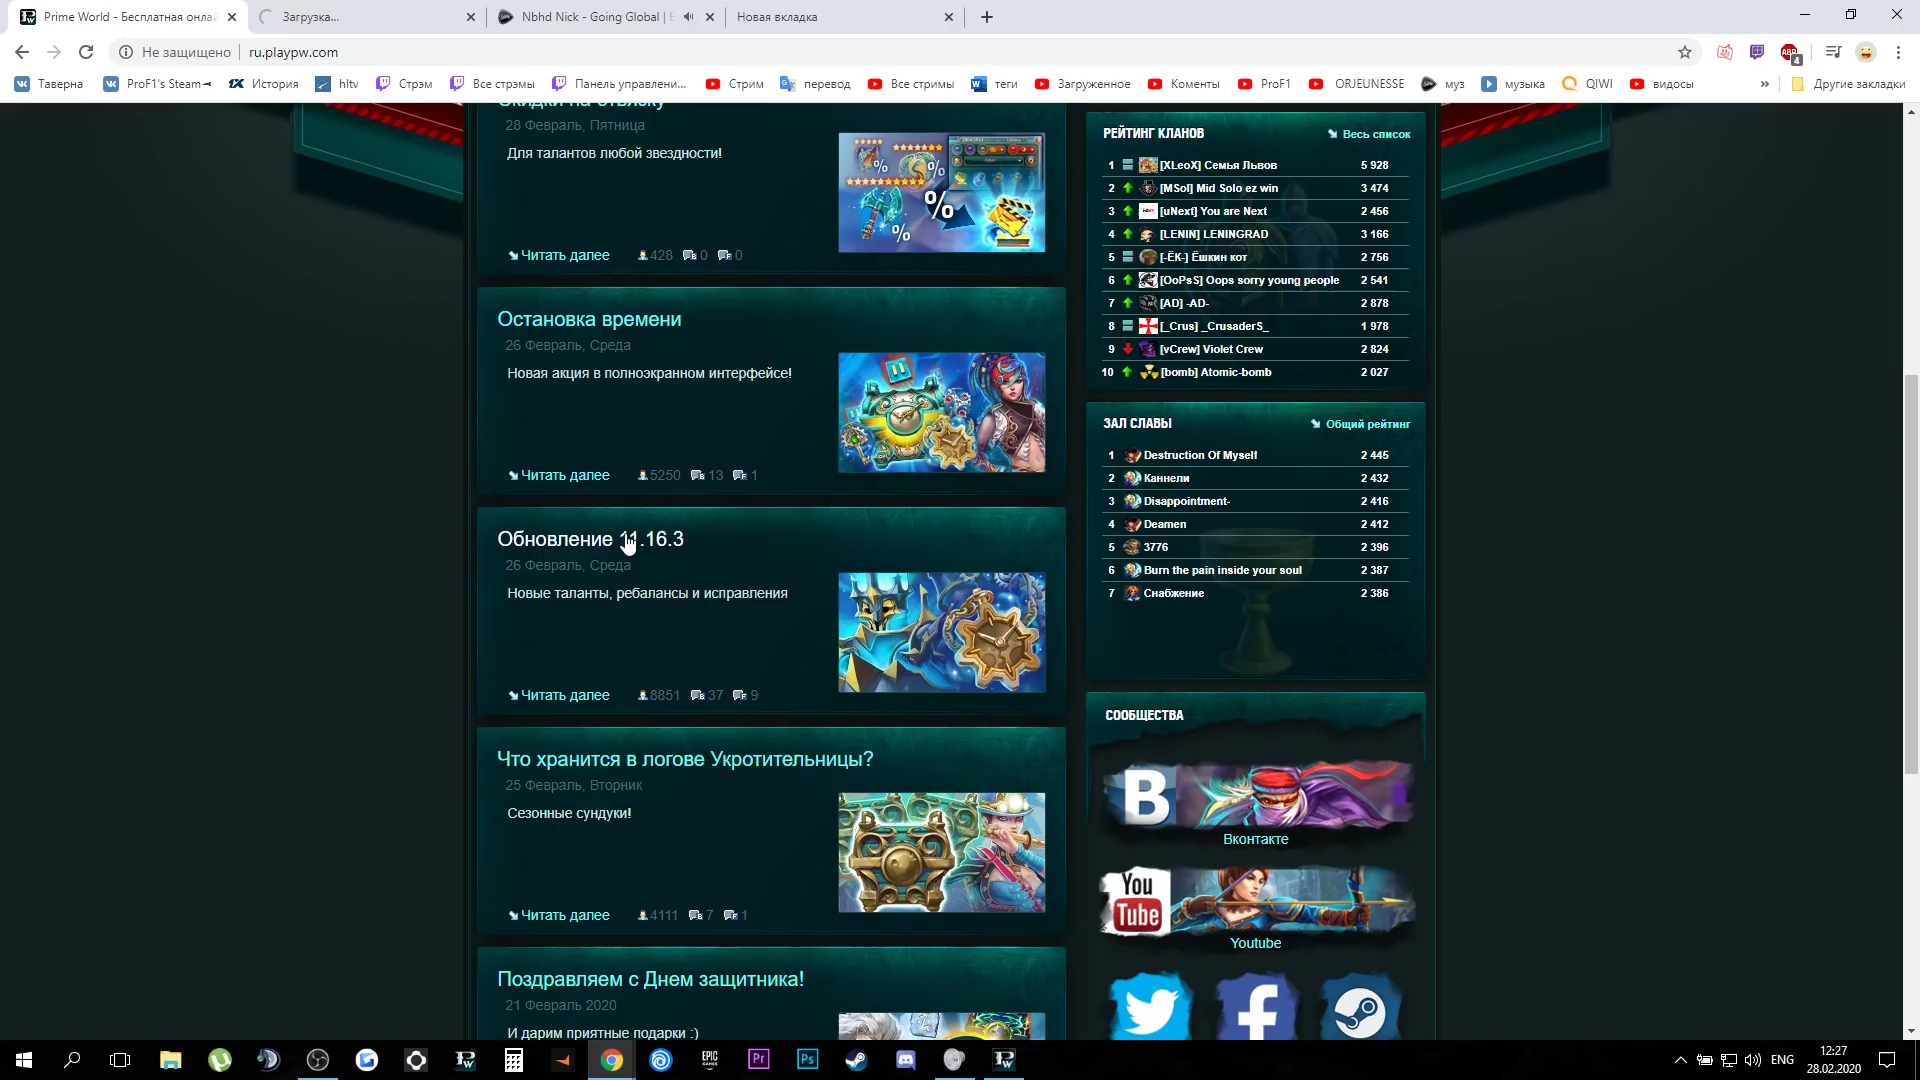 Prime World - Бесплатная онла
Загрузка...
Nbhd Nick - Going Global |
Новая вкладка
Не защищено
ru.playpw.com
4
Таверна
ProF1's Steam
История
hltv
Стрэм
Все стрэмы
Панель управлени...
Стрим
перевод
Все стримы
теги
Загруженное
Коменты
ProF1
ORJEUNESSE
муз
музыка
QIWI
видосы
»
Другие закладки
Скидки на отвязку
28 Февраль, Пятница
Для талантов любой звездности!
Читать далее 428 0 0
Остановка времени
26 Февраль, Среда
Новая акция в полноэкранном интерфейсе!
Читать далее 5250 13 1
Обновление 11.16.3
26 Февраль, Среда
Новые таланты, ребалансы и исправления
Читать далее 8851 37 9
Что хранится в логове Укротительницы?
25 Февраль, Вторник
Сезонные сундуки!
Читать далее 4111 7 1
Поздравляем с Днем защитника!
21 Февраль 2020
И дарим приятные подарки :)
РЕЙТИНГ КЛАНОВ Весь список
1 [XLeoX] Семья Львов 5 928
2 [MSol] Mid Solo ez win 3 474
3 [uNext] You are Next 2 456
4 [LENIN] LENINGRAD 3 166
5 [-ЁК-] Ёшкин кот 2 756
6 [OoPsS] Oops sorry young people 2 541
7 [AD] -AD- 2 878
8 [_Crus] _CrusaderS_ 1 978
9 [vCrew] Violet Crew 2 824
10 [bomb] Atomic-bomb 2 027
ЗАЛ СЛАВЫ Общий рейтинг
1 Destruction Of Myself 2 445
2 Каннели 2 432
3 Disappointment- 2 416
4 Deamen 2 412
5 3776 2 396
6 Burn the pain inside your soul 2 387
7 Снабжение 2 386
СООБЩЕСТВА
Вконтакте
You
Tube
Youtube
ENG
12:27
28.02.2020